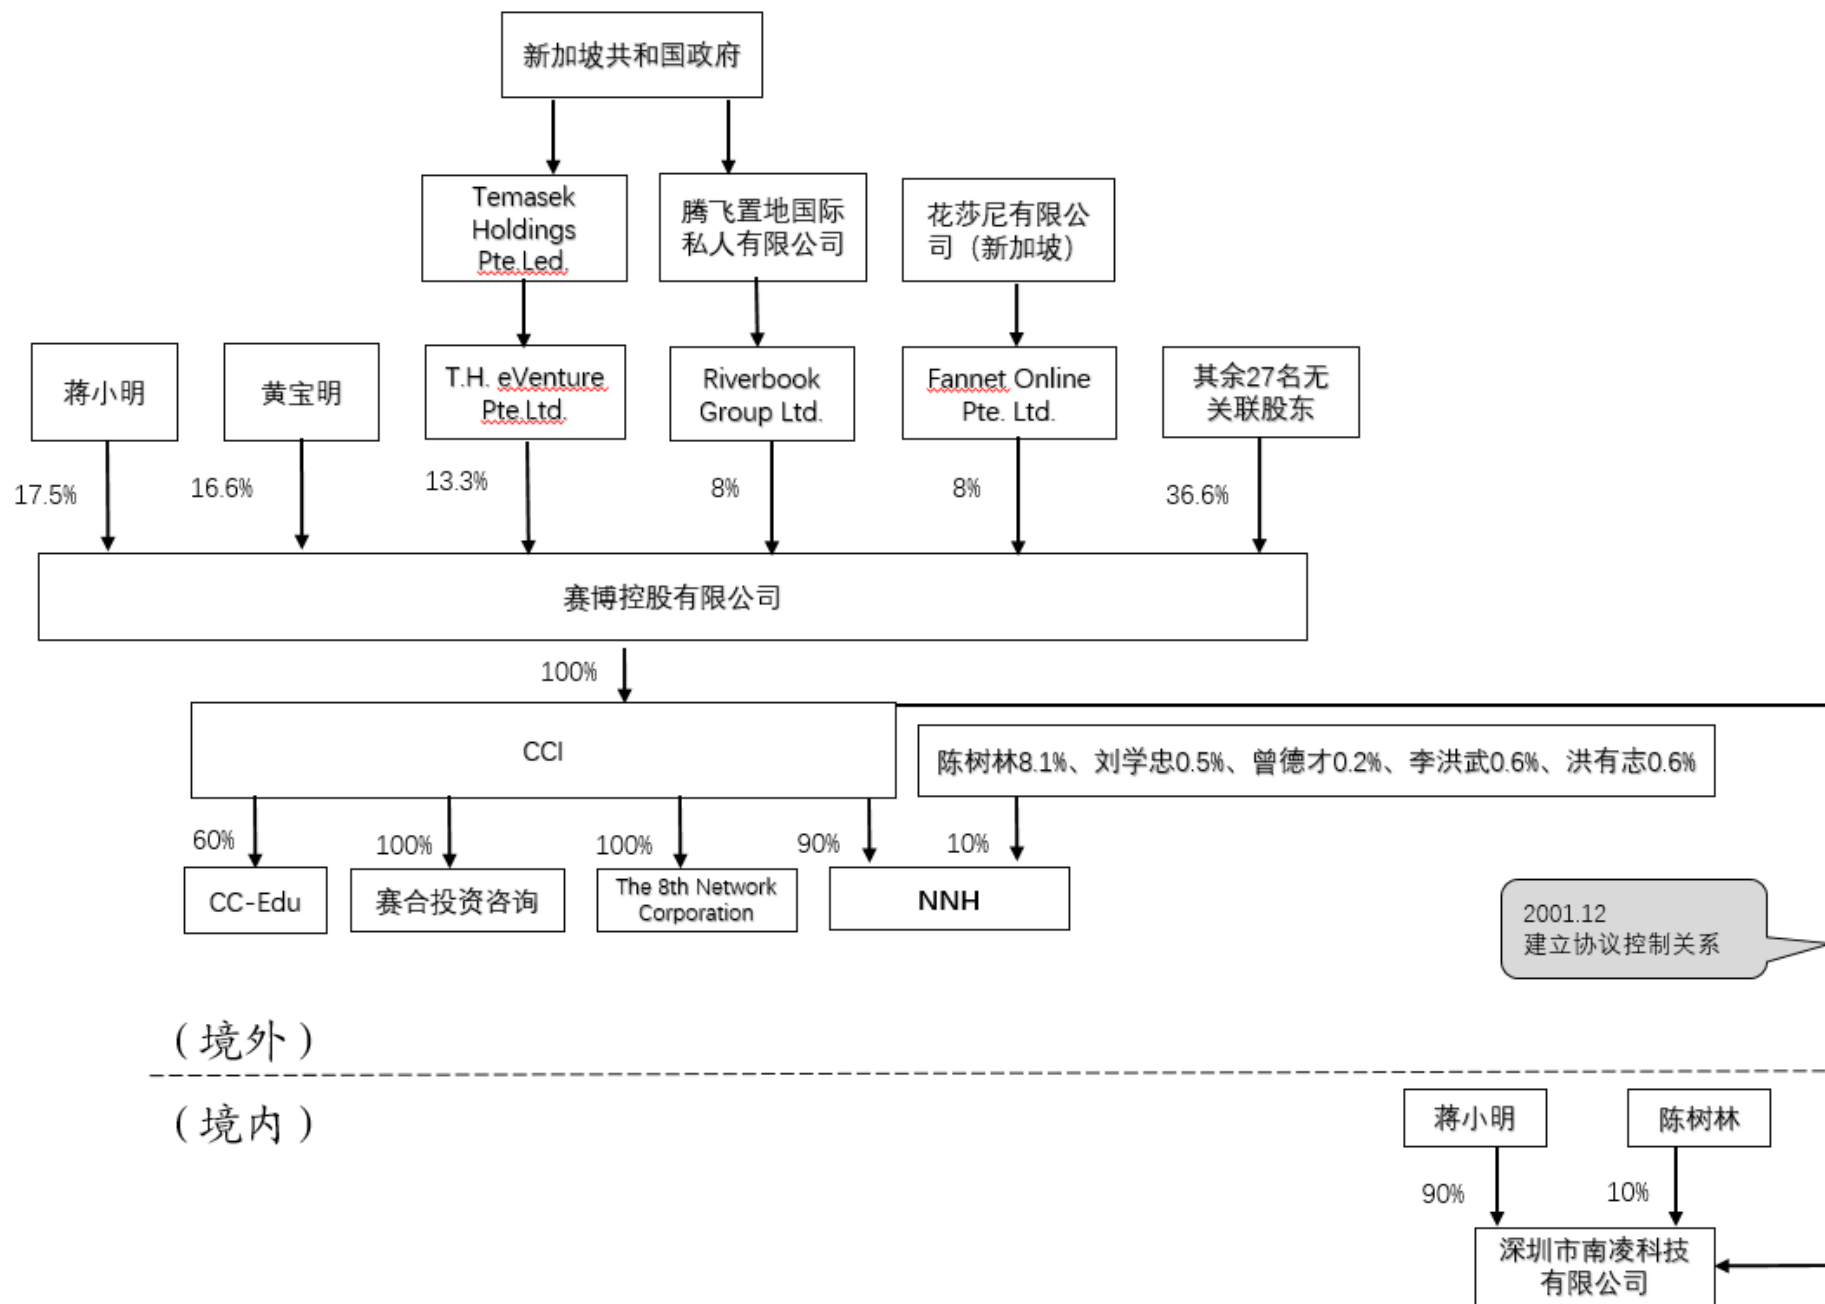 新加坡共和国政府
Temasek
Holdings
Pte.Led.
腾飞置地国际
私人有限公司
花莎尼有限公
司（新加坡）
蒋小明
黄宝明
T.H. eVenture
Pte.Ltd.
Riverbook
Group Ltd.
Fannet Online
Pte. Ltd.
其余27名无
关联股东
17.5%
16.6%
13.3%
8%
8%
36.6%
赛博控股有限公司
100%
CCI
陈树林8.1%、刘学忠0.5%、曾德才0.2%、李洪武0.6%、洪有志0.6%
60%
100%
100%
90%
10%
CC-Edu
赛合投资咨询
The 8th Network
Corporation
NNH
2001.12
建立协议控制关系
（境外）
（境内）
蒋小明
陈树林
90%
10%
深圳市南凌科技
有限公司